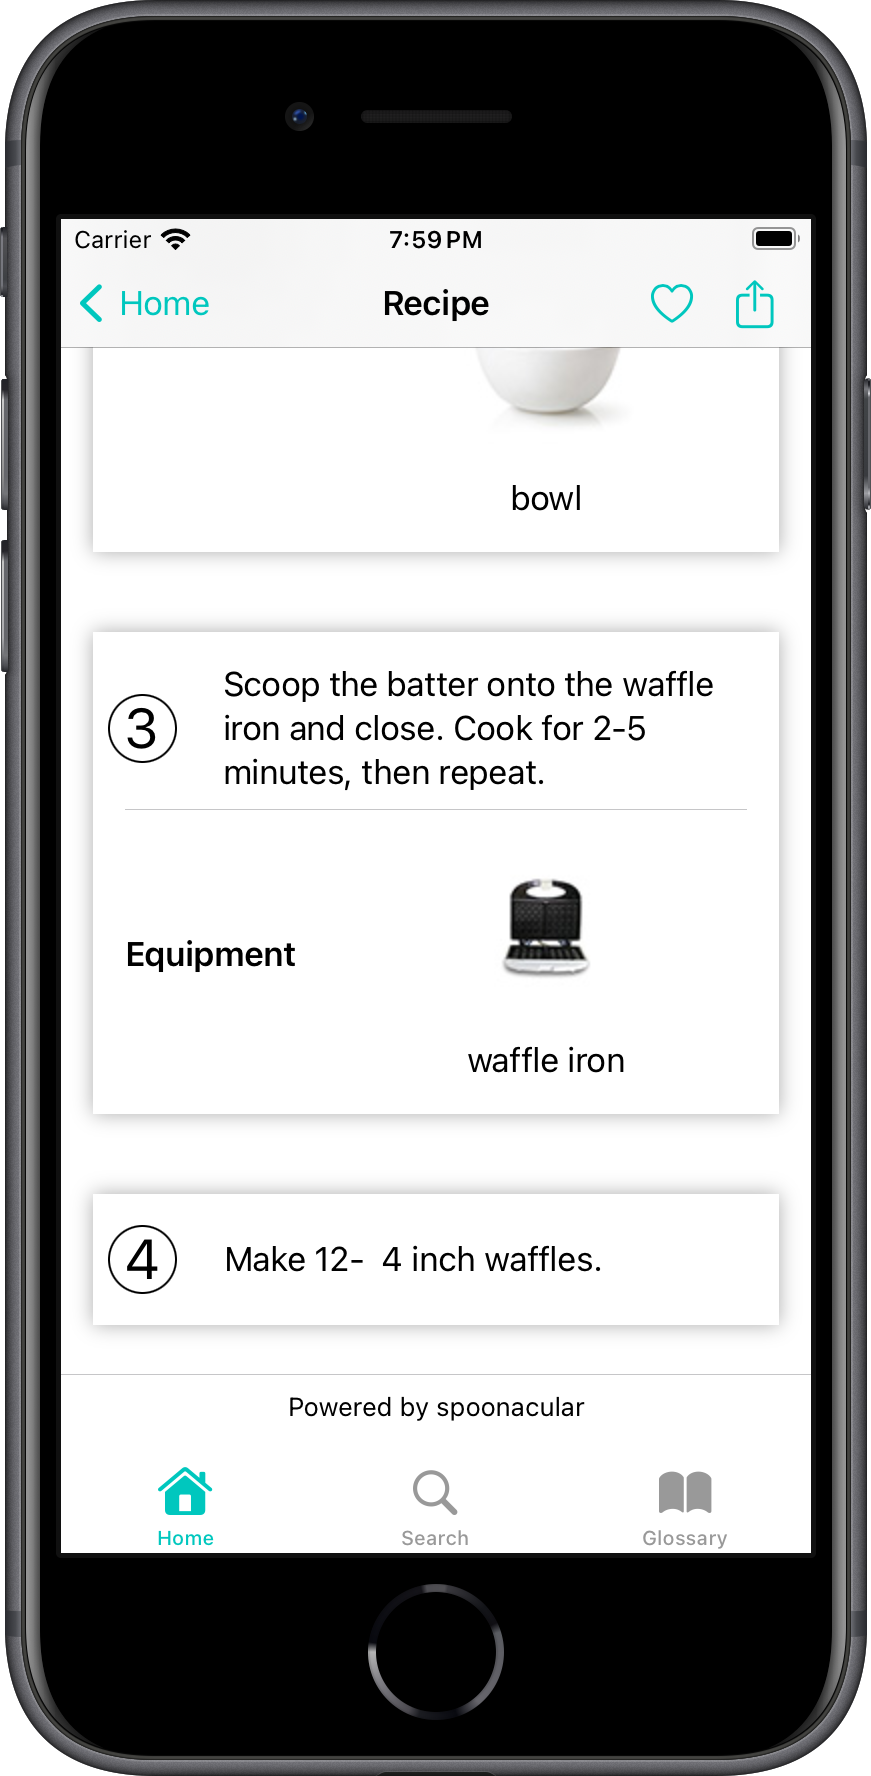 Carrier 7:59 PM
Home Recipe
bowl
3
Scoop the batter onto the waffle
iron and close. Cook for 2-5
minutes, then repeat.
Equipment
waffle iron
4
Make 12-  4 inch waffles.
Powered by spoonacular
Home Search Glossary